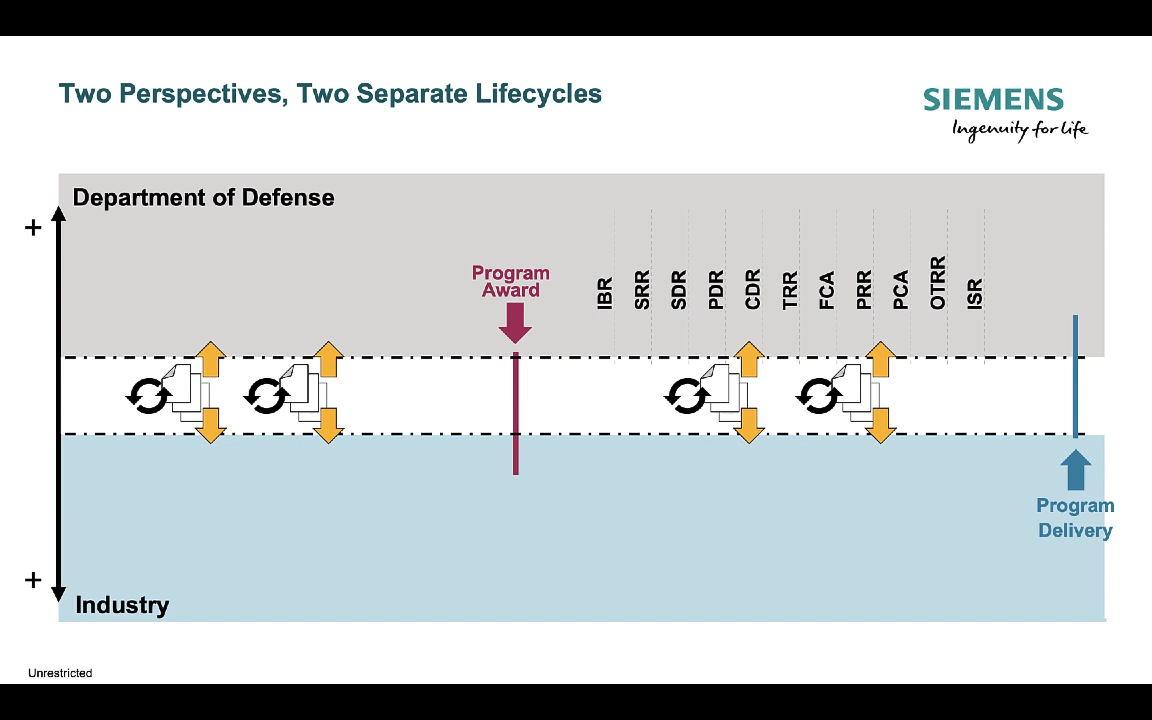 Two Perspectives, Two Separate Lifecycles
SIEMENS
Ingenuity for life
Department of Defense
+
Program
Award
IBR
SRR
SDR
PDR
CDR
TRR
FCA
PRR
PCA
OTRR
ISR
Program
Delivery
+
Industry
Unrestricted